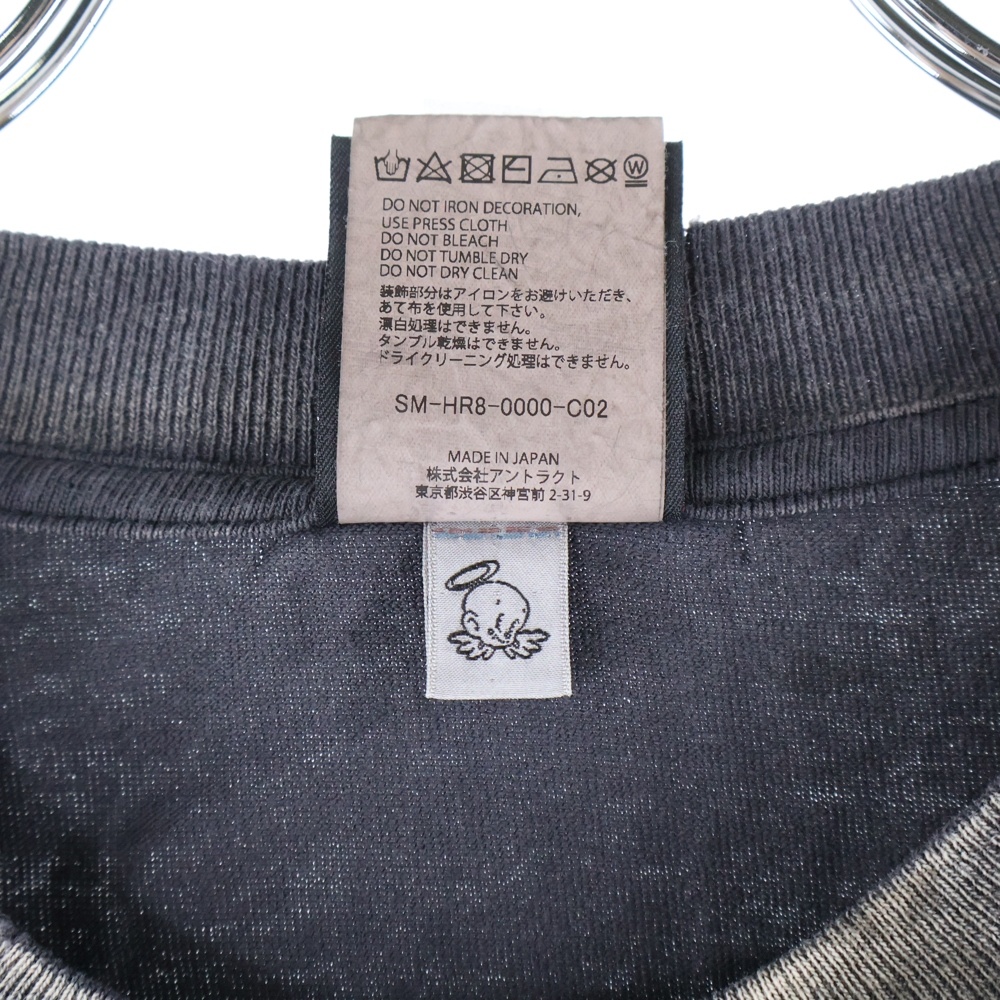 W
DO NOT IRON DECORATION,
USE PRESS CLOTH
DO NOT BLEACH
DO NOT TUMBLE DRY
DO NOT DRY CLEAN
装飾部分はアイロンをお避けいただき、
あて布を使用して下さい。
漂白処理はできません。
タンブル乾燥はできません。
ドライクリーニング処理はできません。
SM-HR8-0000-C02
MADE IN JAPAN
株式会社アントラクト
東京都渋谷区神宮前 2-31-9